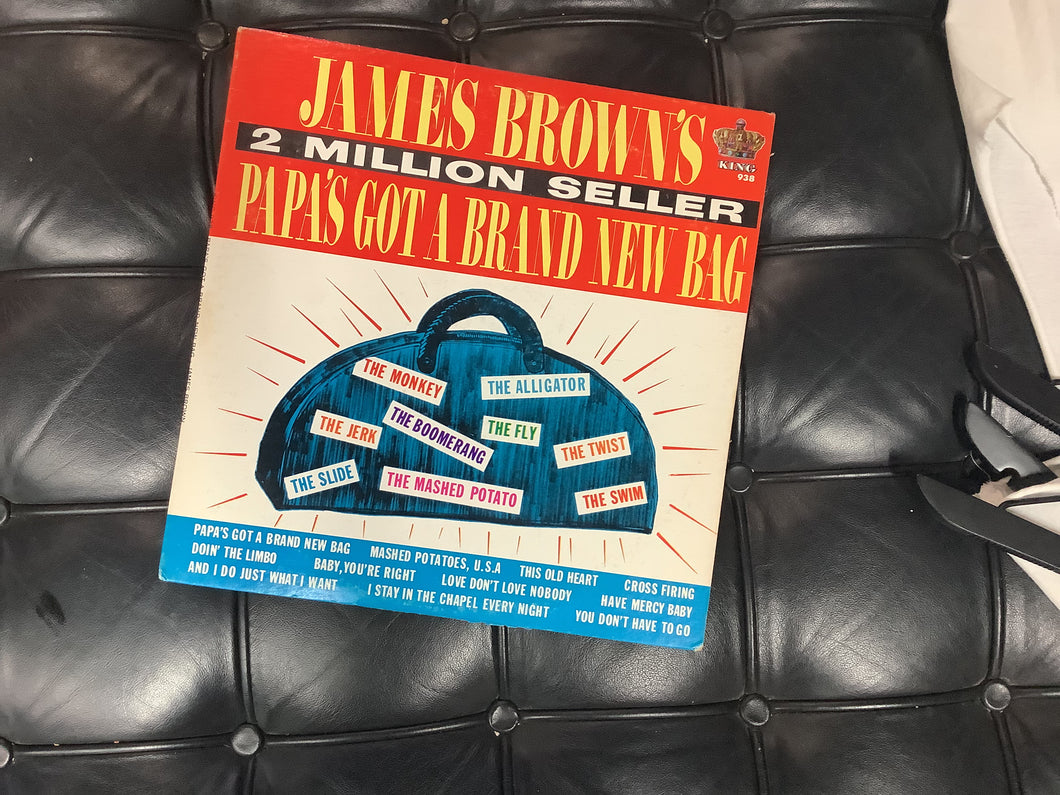 JAMES BROWN'S
KING
938
2 MILLION SELLER
PAPA'S GOT A BRAND NEW BAG
THE MONKEY
THE ALLIGATOR
THE JERK
THE BOOMERANG
THE FLY
THE TWIST
THE SLIDE
THE MASHED POTATO
THE SWIM
PAPA'S GOT A BRAND NEW BAG MASHED POTATOES, U.S.A THIS OLD HEART CROSS FIRING
DOIN' THE LIMBO BABY, YOU'RE RIGHT LOVE DON'T LOVE NOBODY HAVE MERCY BABY
AND I DO JUST WHAT I WANT I STAY IN THE CHAPEL EVERY NIGHT YOU DON'T HAVE TO GO